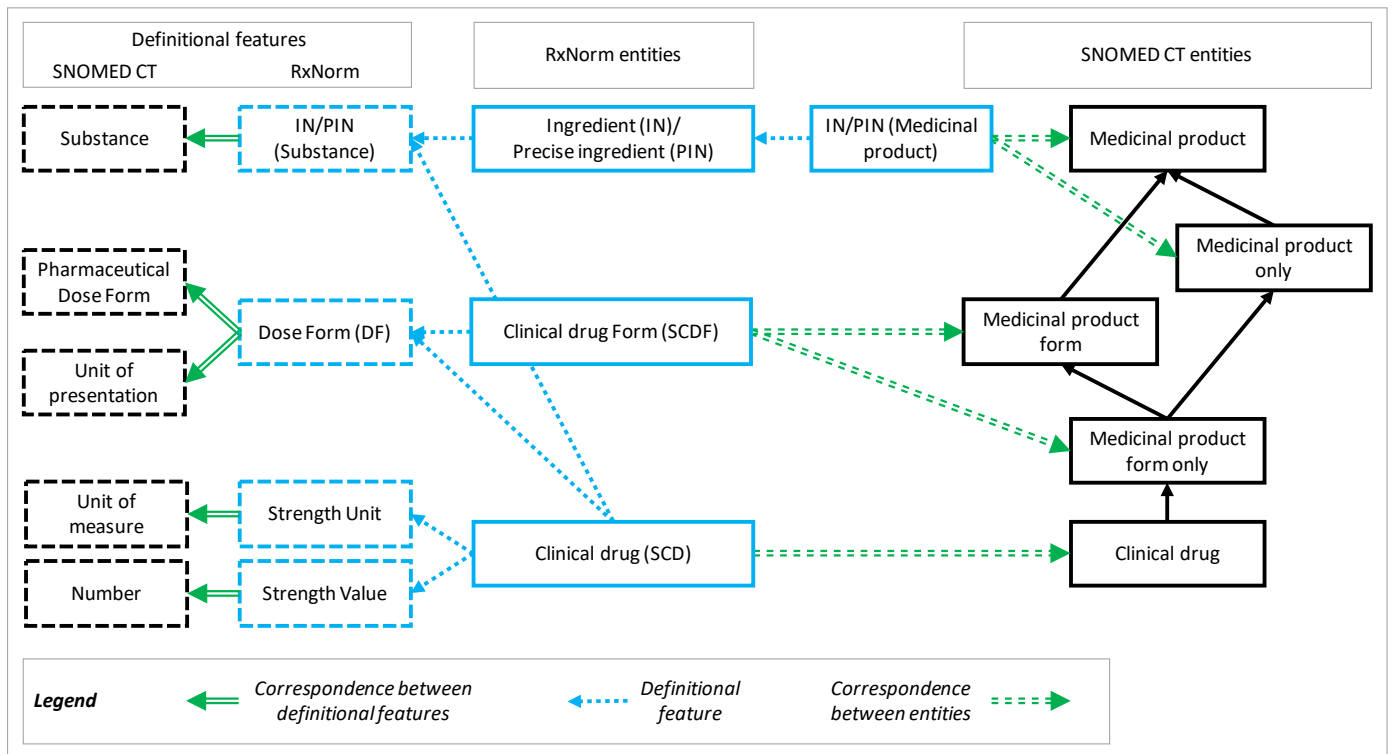 Definitional features
SNOMED CT
RxNorm
RxNorm entities
SNOMED CT entities
Substance
IN/PIN
(Substance)
Ingredient (IN)/
Precise ingredient (PIN)
IN/PIN (Medicinal
product)
Medicinal product
Medicinal product
only
Pharmaceutical
Dose Form
Unit of
presentation
Dose Form (DF)
Clinical drug Form (SCDF)
Medicinal product
form
Medicinal product
form only
Unit of
measure
Strength Unit
Clinical drug (SCD)
Clinical drug
Number
Strength Value
Legend
Correspondence between
definitional features
Definitional
feature
Correspondence
between entities